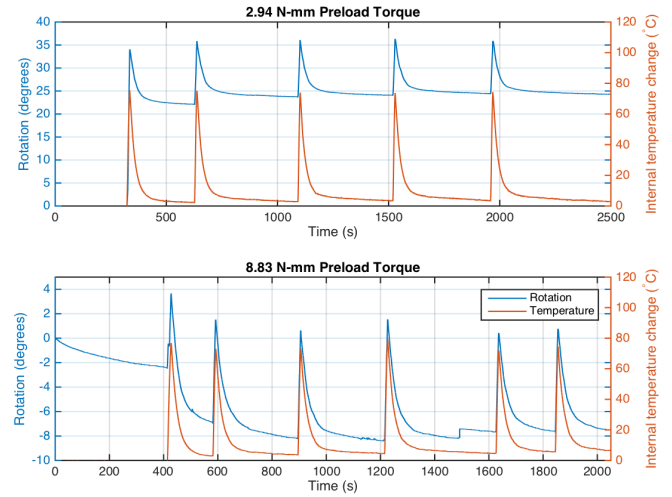 2.94 N-mm Preload Torque
40
35
30
25
20
15
10
5
0
Rotation (degrees)
120
100
80
60
40
20
0
Internal temperature change (°C)
0 500 1000 1500 2000 2500
Time (s)
8.83 N-mm Preload Torque
4
2
0
-2
-4
-6
-8
-10
Rotation (degrees)
Rotation
Temperature
120
100
80
60
40
20
0
Internal temperature change (°C)
0 200 400 600 800 1000 1200 1400 1600 1800 2000
Time (s)